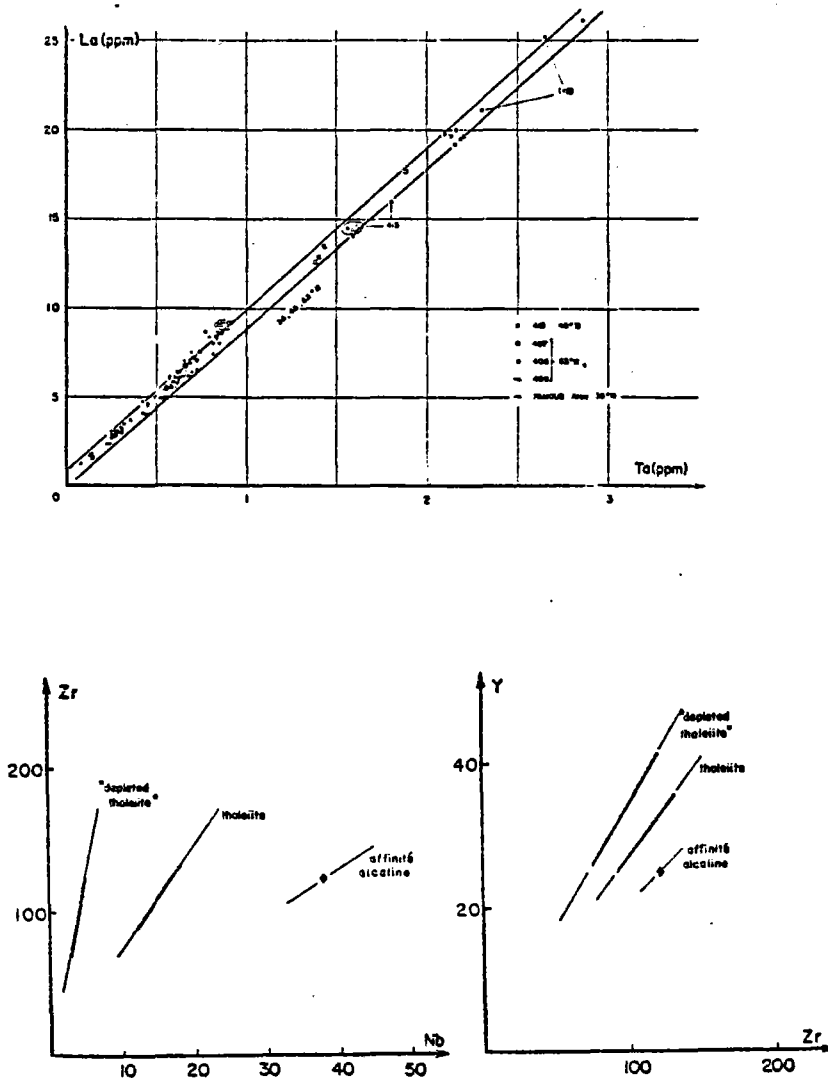 25
La (ppm)
20
15
10
5
0
1
2
3
Ta (ppm)
Zr
200
100
"depleted
tholeiite"
tholeiite
affinité
alcaline
10
20
30
40
50
Nb
Y
40
20
"depleted
tholeiite"
tholeiite
affinité
alcaline
100
200
Zr